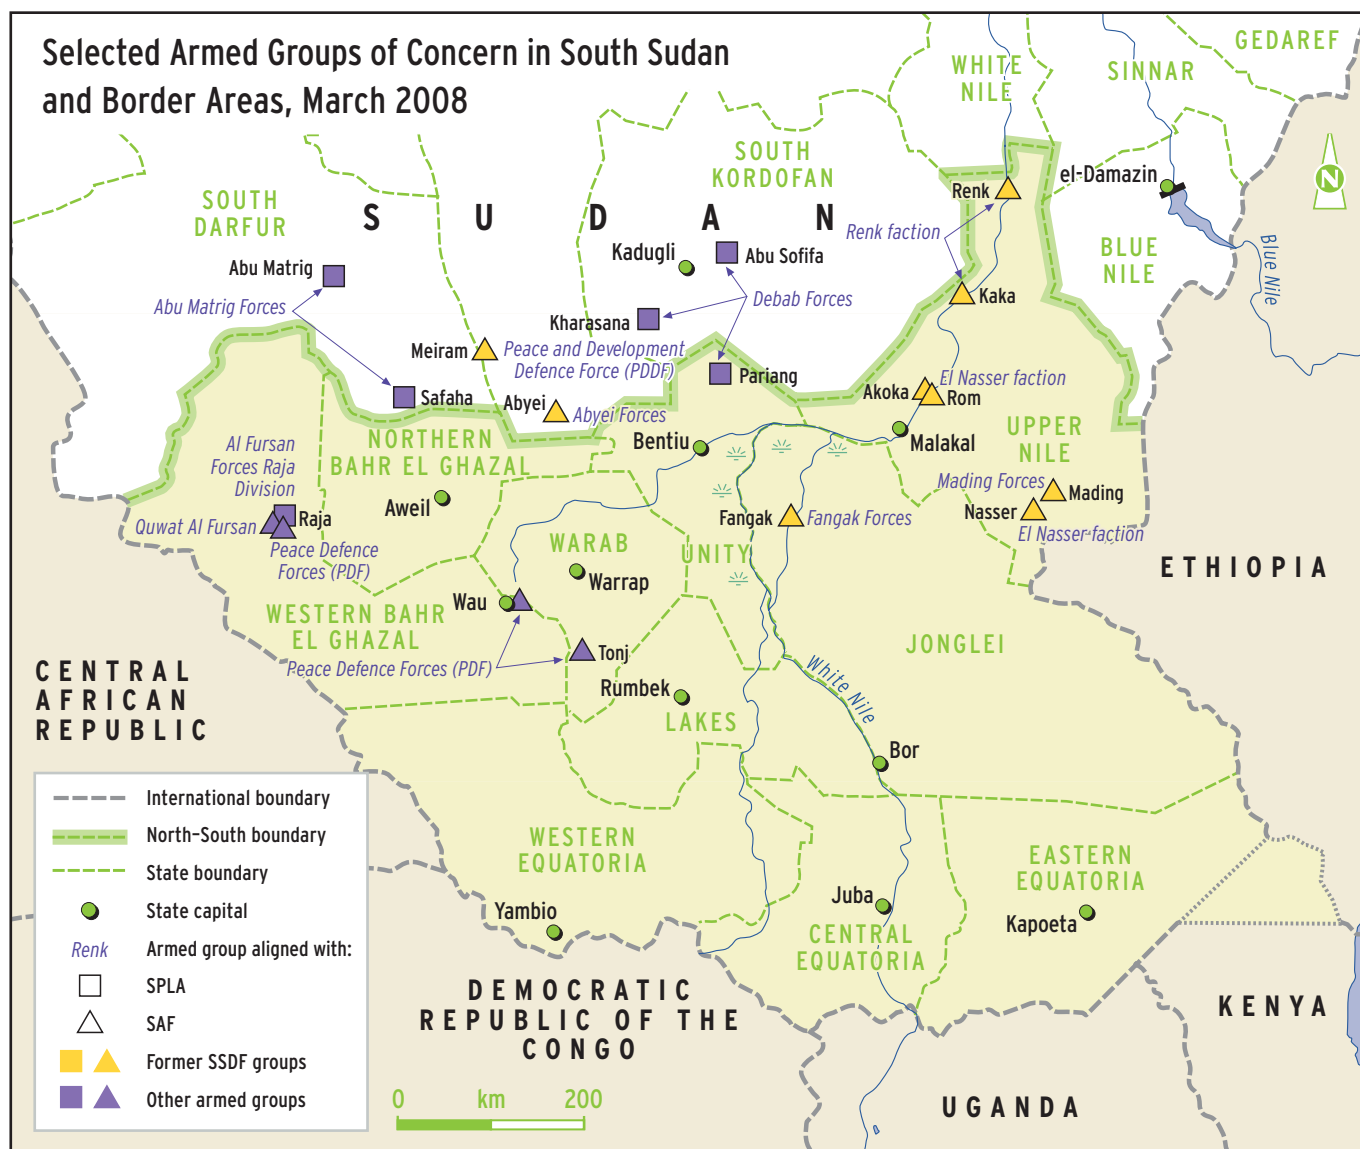 Selected Armed Groups of Concern in South Sudan
and Border Areas, March 2008
GEDAREF
SINNAR
WHITE
NILE
SOUTH
KORDOFAN
SOUTH
DARFUR
S U D A N
el-Damazin
Renk
Renk faction
BLUE
NILE
Blue Nile
N
Kadugli
Abu Sofifa
Abu Matrig
Abu Matrig Forces
Debab Forces
Kaka
Kharasana
Meiram
Peace and Development
Defence Force (PDDF)
Pariang
Safaha
Abyei
Abyei Forces
Akoka
El Nasser faction
Rom
Malakal
UPPER
NILE
Bentiu
NORTHERN
BAHR EL GHAZAL
Al Fursan
Forces Raja
Division
Aweil
Mading Forces
Mading
Nasser
El Nasser faction
Quwat Al Fursan
Raja
Peace Defence
Forces (PDF)
Fangak
Fangak Forces
WARAB
UNITY
Warrap
ETHIOPIA
Wau
WESTERN BAHR
EL GHAZAL
Tonj
Peace Defence Forces (PDF)
JONGLEI
CENTRAL
AFRICAN
REPUBLIC
Rumbek
LAKES
White Nile
Bor
WESTERN
EQUATORIA
EASTERN
EQUATORIA
Juba
Kapoeta
Yambio
CENTRAL
EQUATORIA
DEMOCRATIC
REPUBLIC OF THE
CONGO
KENYA
UGANDA
International boundary
North–South boundary
State boundary
State capital
Renk Armed group aligned with:
SPLA
SAF
Former SSDF groups
Other armed groups
0 km 200